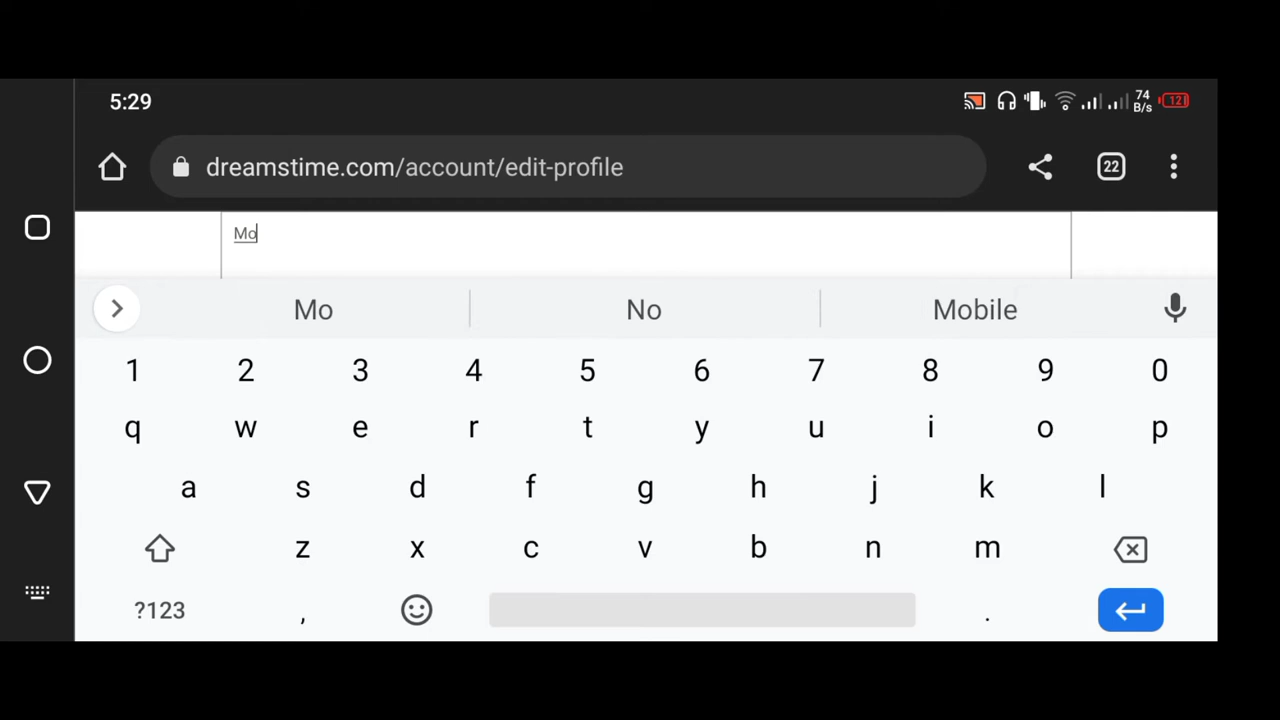 5:29
74
B/s
12
dreamstime.com/account/edit-profile
22
Mo
Mo No Mobile
1 2 3 4 5 6 7 8 9 0
q w e r t y u i o p
a s d f g h j k l
z x c v b n m
?123 , .